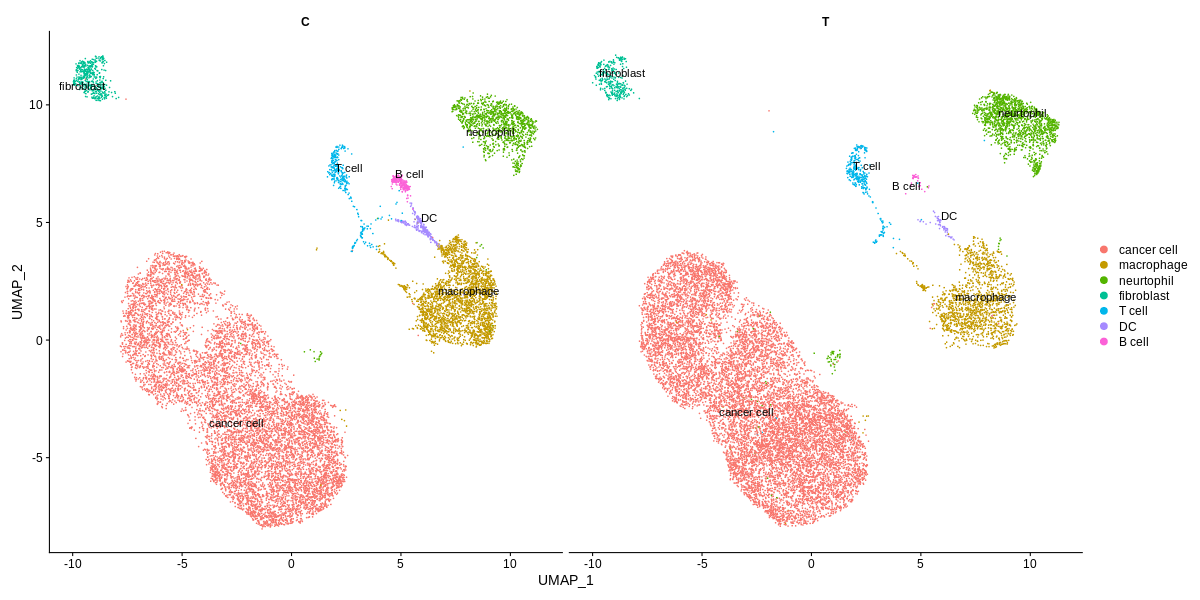 C
T
fibroblast
neurtophil
T cell
B cell
DC
macrophage
cancer cell
fibroblast
neurtophil
T cell
B cell
DC
macrophage
cancer cell
10
5
0
-5
UMAP_2
-10
-5
0
5
10
-10
-5
0
5
10
UMAP_1
cancer cell
macrophage
neurtophil
fibroblast
T cell
DC
B cell